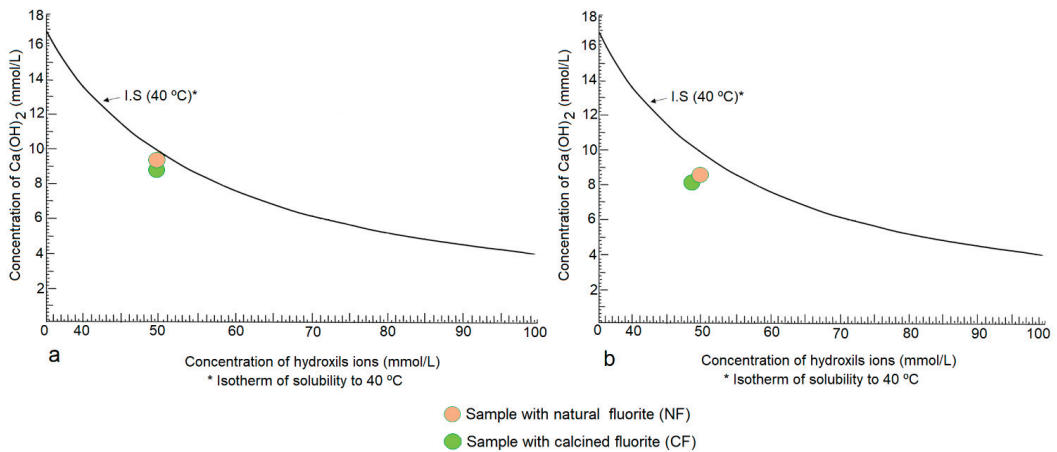 Concentration of Ca(OH)2 (mmol/L)
18
16
14
12
10
8
6
4
2
I.S (40 ºC)*
0 40 50 60 70 80 90 100
a
Concentration of hydroxils ions (mmol/L)
* Isotherm of solubility to 40 ºC
Concentration of Ca(OH)2 (mmol/L)
18
16
14
12
10
8
6
4
2
I.S (40 ºC)*
0 40 50 60 70 80 90 100
b
Concentration of hydroxils ions (mmol/L)
* Isotherm of solubility to 40 ºC
Sample with natural fluorite (NF)
Sample with calcined fluorite (CF)